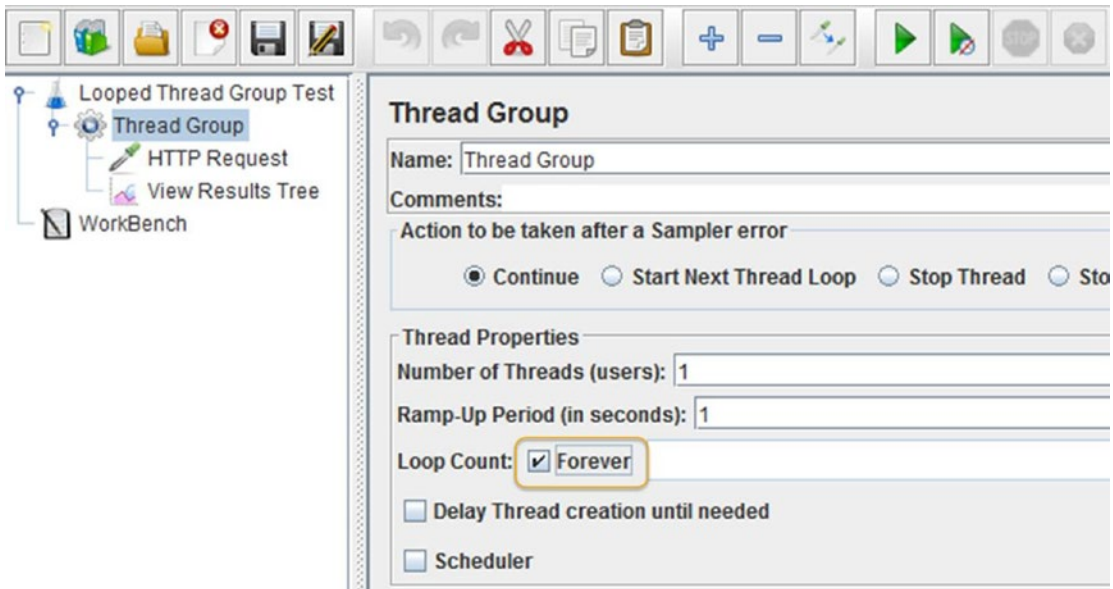 STOP
Looped Thread Group Test
Thread Group
HTTP Request
View Results Tree
WorkBench
Thread Group
Name: Thread Group
Comments:
Action to be taken after a Sampler error
Continue Start Next Thread Loop Stop Thread Sto
Thread Properties
Number of Threads (users): 1
Ramp-Up Period (in seconds): 1
Loop Count: Forever
Delay Thread creation until needed
Scheduler